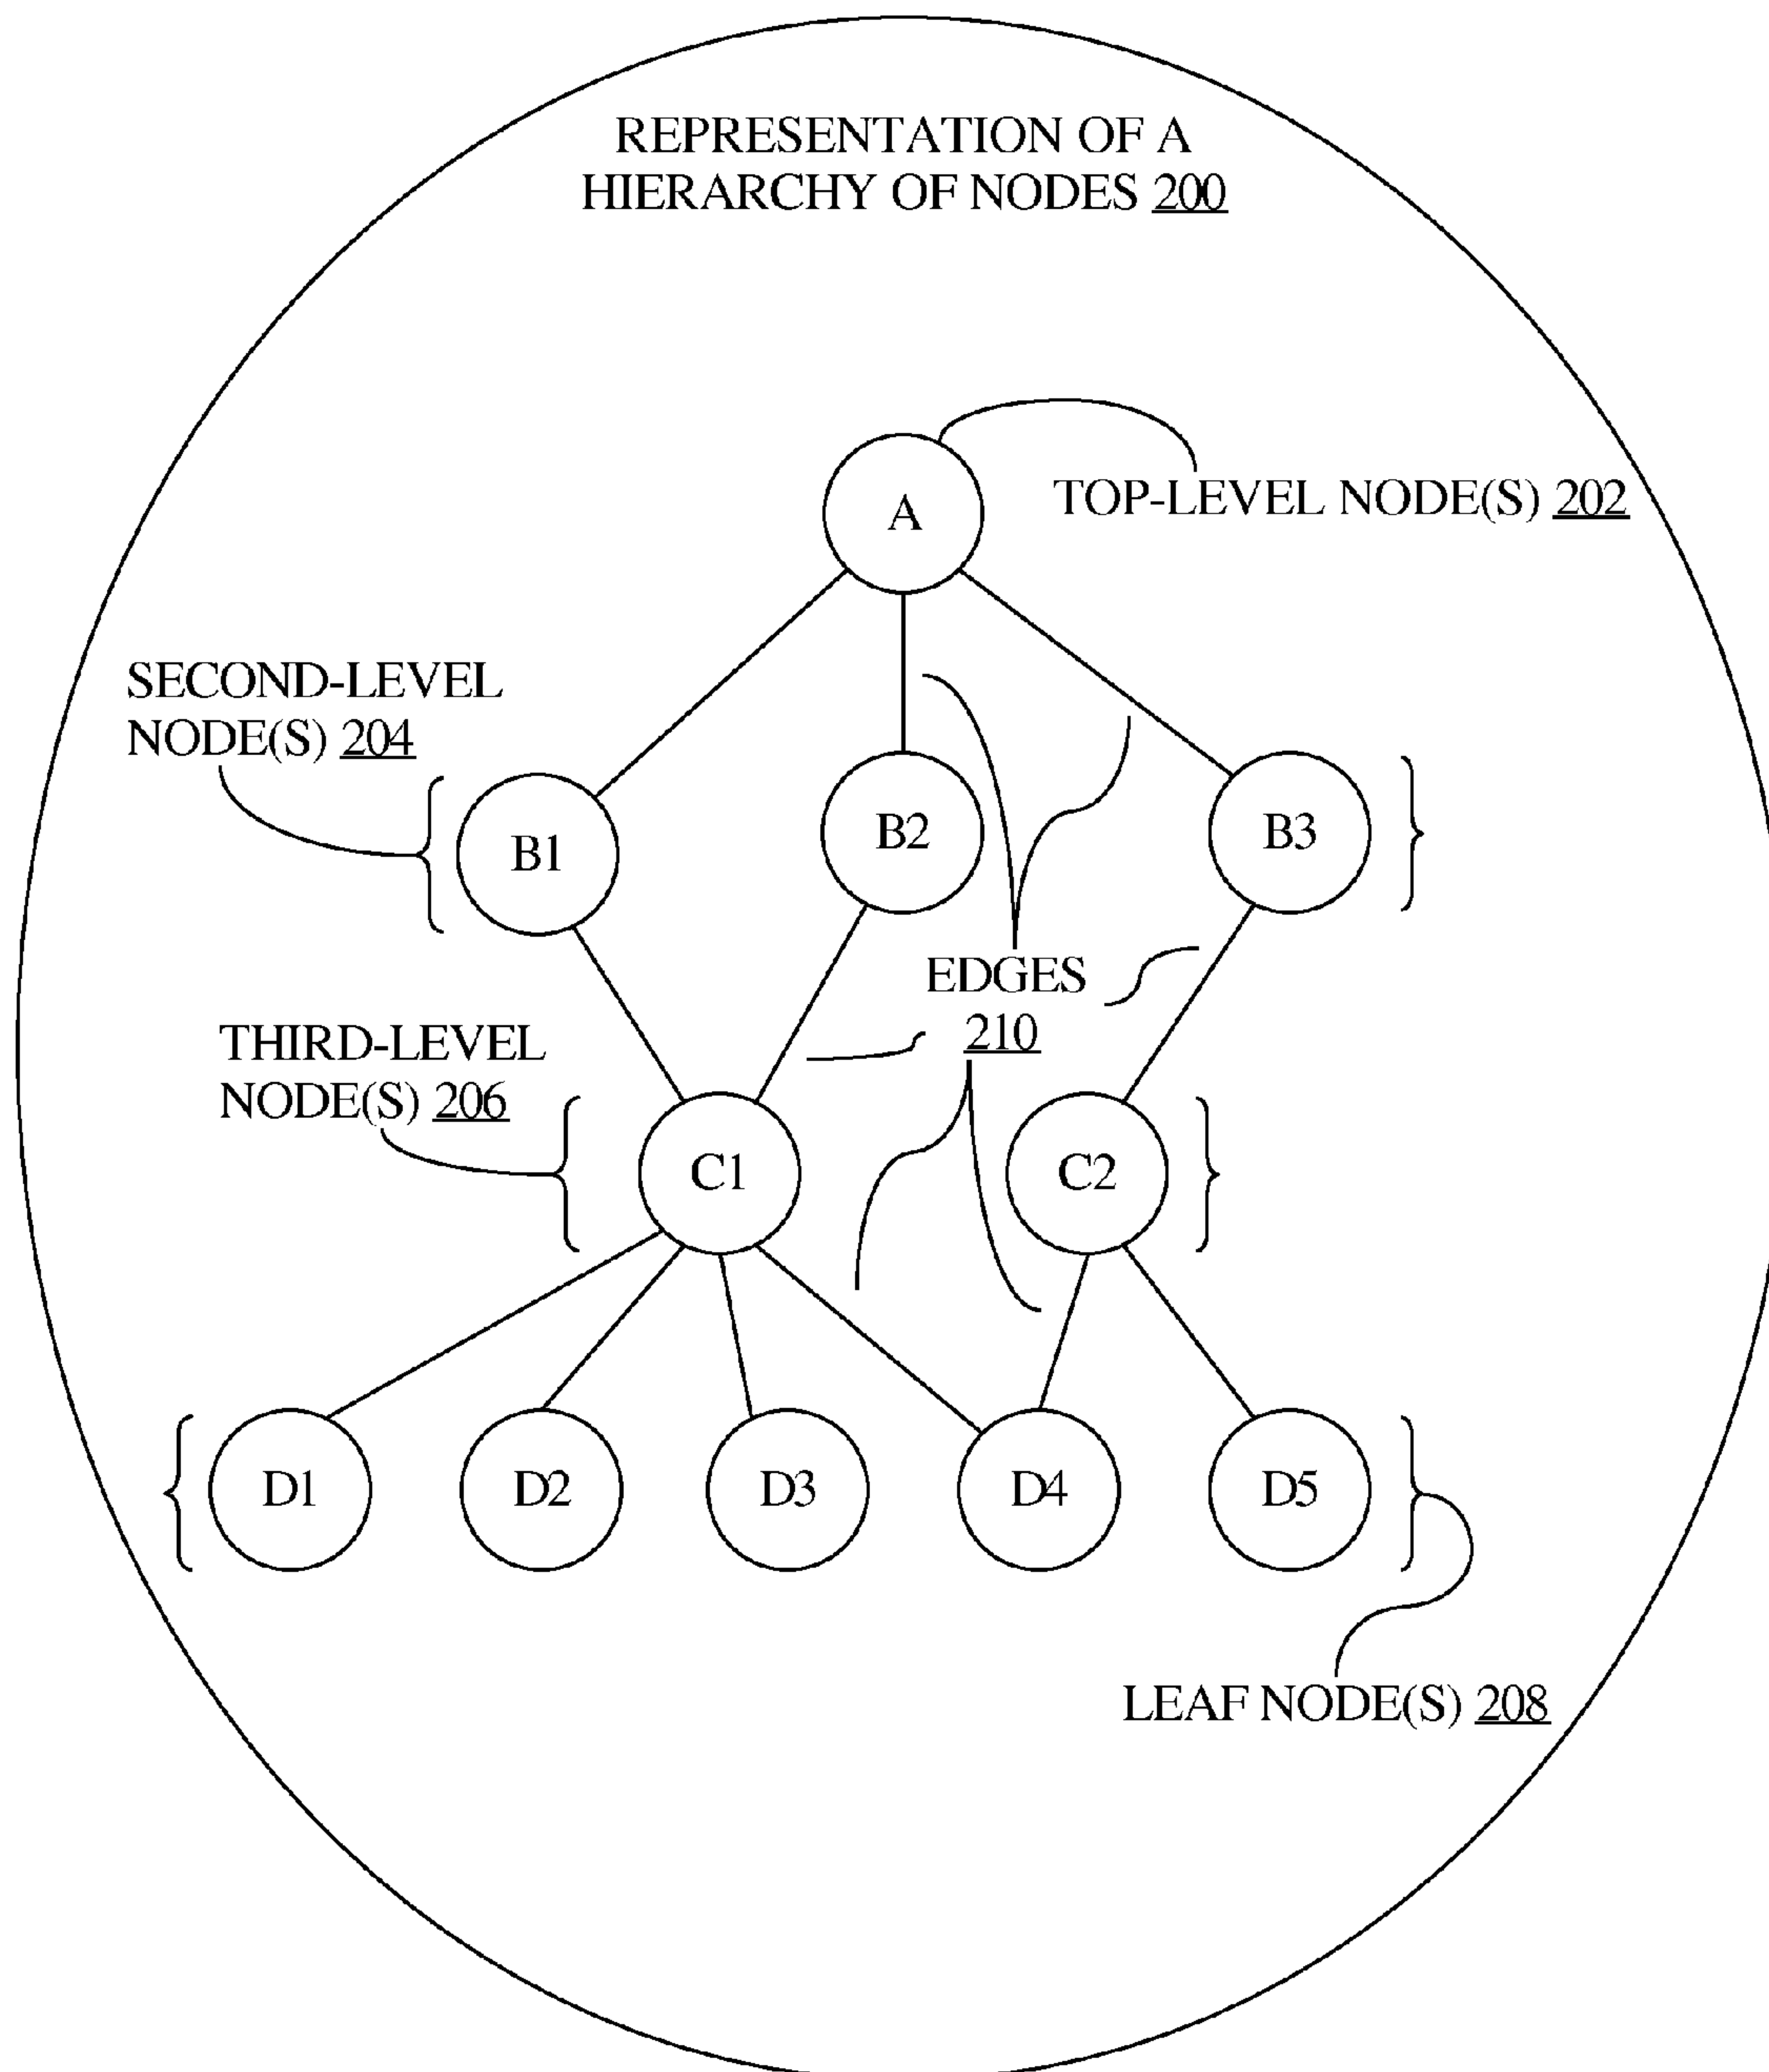 REPRESENTATION OF A
HIERARCHY OF NODES 200
A
TOP-LEVEL NODE(S) 202
SECOND-LEVEL
NODE(S) 204
B1
B2
B3
EDGES
210
THIRD-LEVEL
NODE(S) 206
C1
C2
D1
D2
D3
D4
D5
LEAF NODE(S) 208